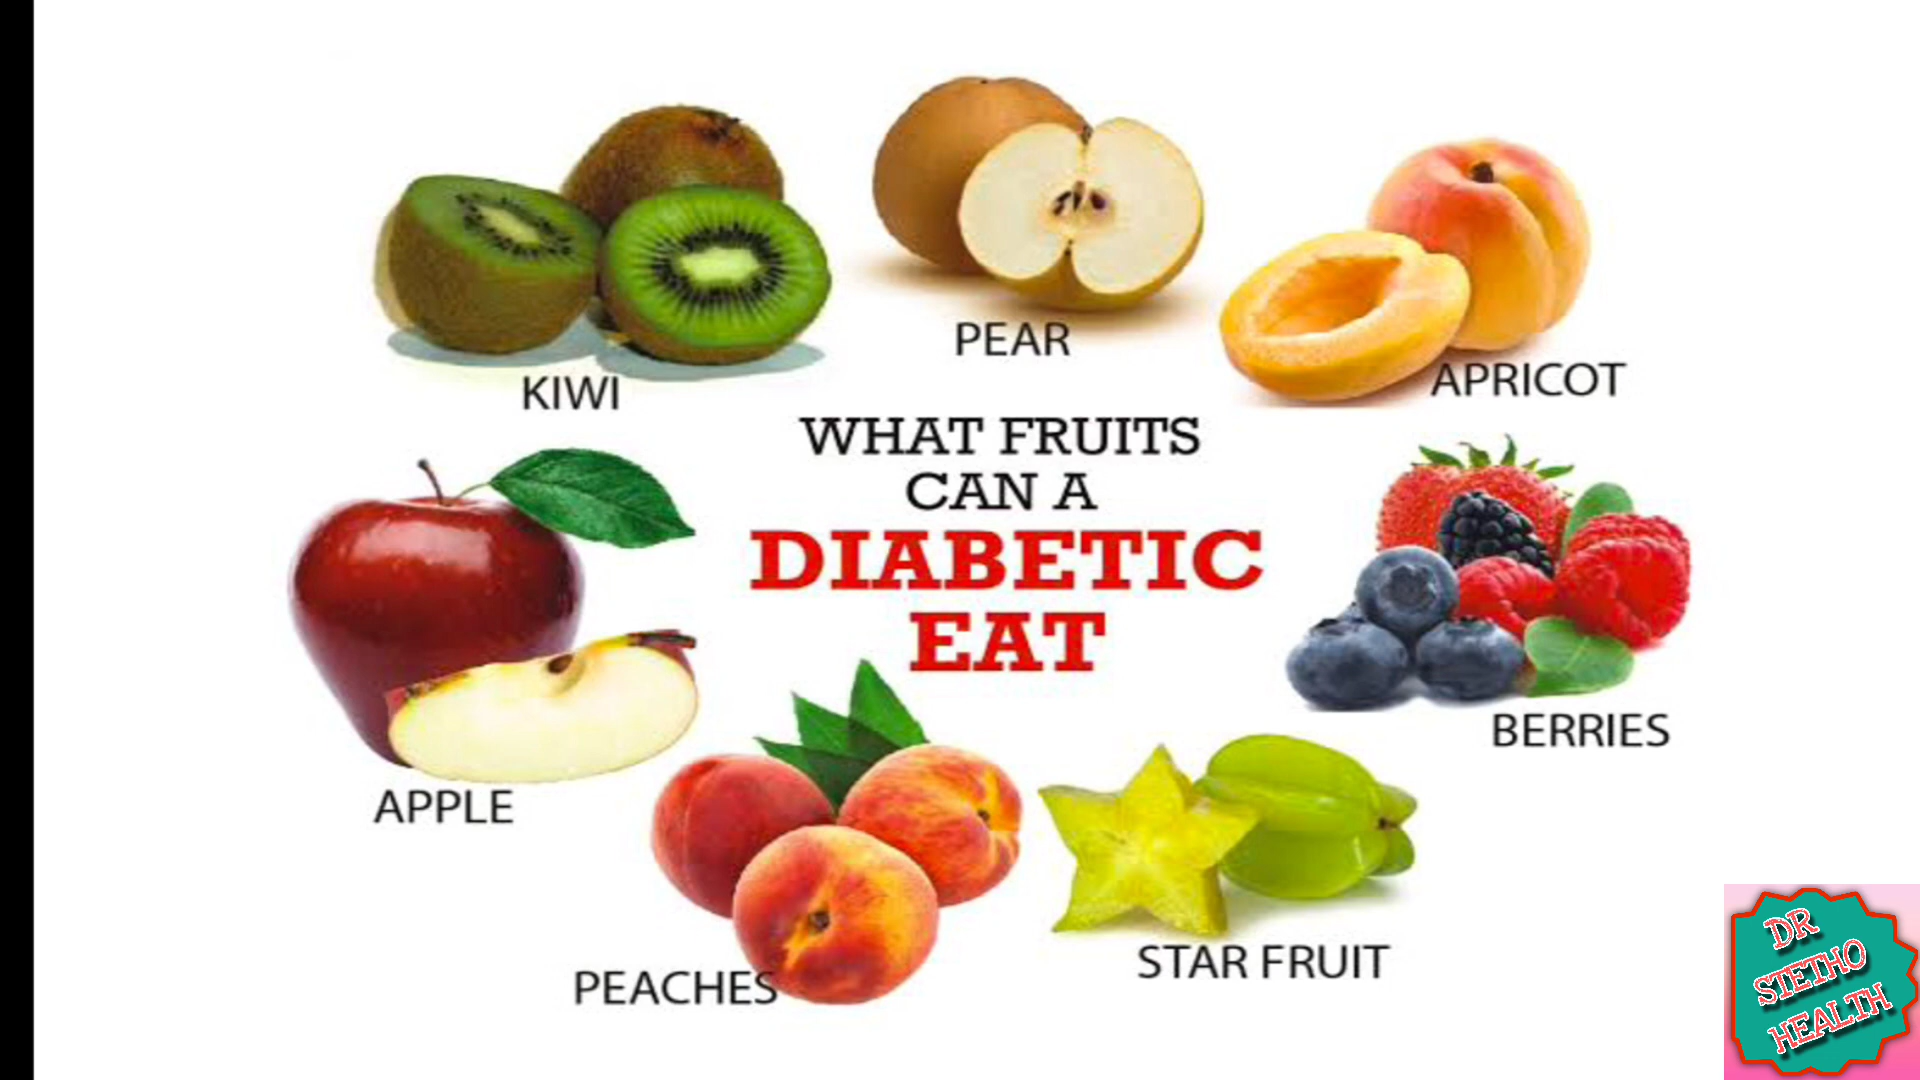 PEAR
KIWI
APRICOT
WHAT FRUITS
CAN A
DIABETIC
EAT
BERRIES
APPLE
STAR FRUIT
PEACHES
DR
STETHO
HEALTH